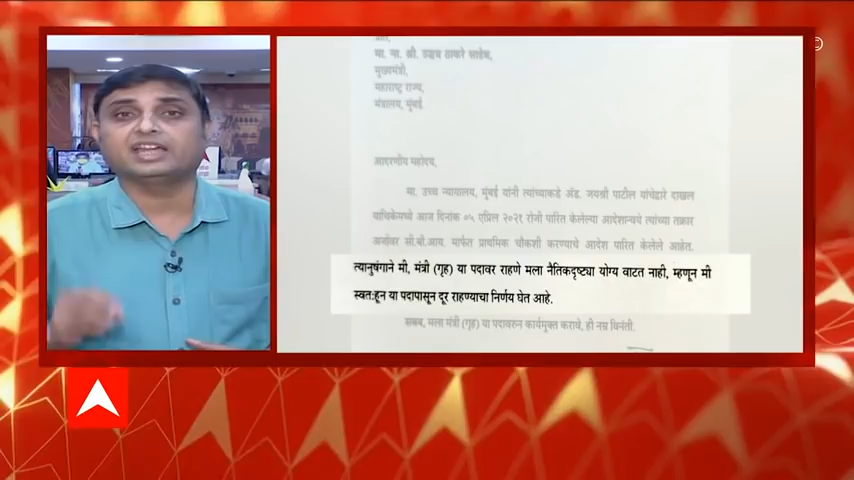 मा. ना. श्री. उद्धव ठाकरे साहेब,
मुख्यमंत्री,
महाराष्ट्र राज्य,
मंत्रालय, मुंबई
आदरणीय महोदय,
मा. उच्च न्यायालय, मुंबई यांनी त्यांच्याकडे अ‍ॅड. जयश्री पाटील यांचेद्वारे दाखल
याचिकेमध्ये आज दिनांक ०५ एप्रिल २०२१ रोजी पारित केलेल्या आदेशान्वये त्यांच्या तक्रार
अर्जावर सी.बी.आय. मार्फत प्राथमिक चौकशी करण्याचे आदेश पारित केलेले आहेत.
त्यानुषंगाने मी, मंत्री (गृह) या पदावर राहणे मला नैतिकदृष्ट्या योग्य वाटत नाही, म्हणून मी
स्वत:हून या पदापासून दूर राहण्याचा निर्णय घेत आहे.
सबब, मला मंत्री (गृह) या पदावरुन कार्यमुक्त करावे, ही नम्र विनंती.